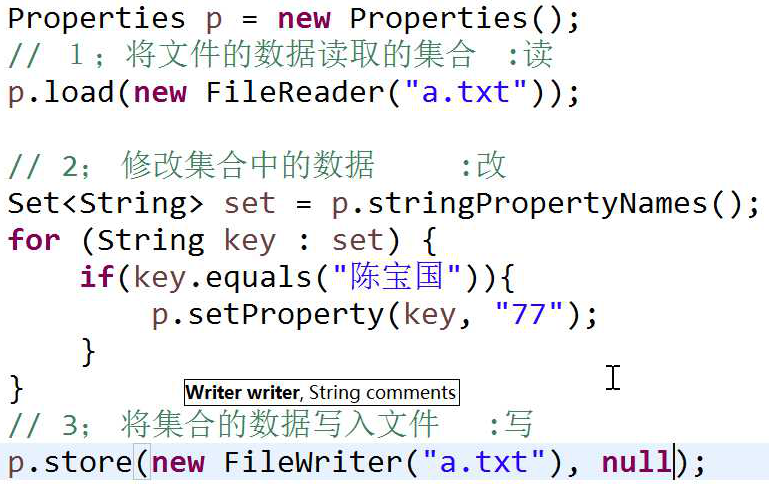 Properties p = new Properties();
// 1；将文件的数据读取的集合 :读
p.load(new FileReader("a.txt"));
// 2； 修改集合中的数据 :改
Set<String> set = p.stringPropertyNames();
for (String key : set) {
if(key.equals("陈宝国")){
p.setProperty(key, "77");
}
}
Writer writer, String comments
// 3； 将集合的数据写入文件 :写
p.store(new FileWriter("a.txt"), null);